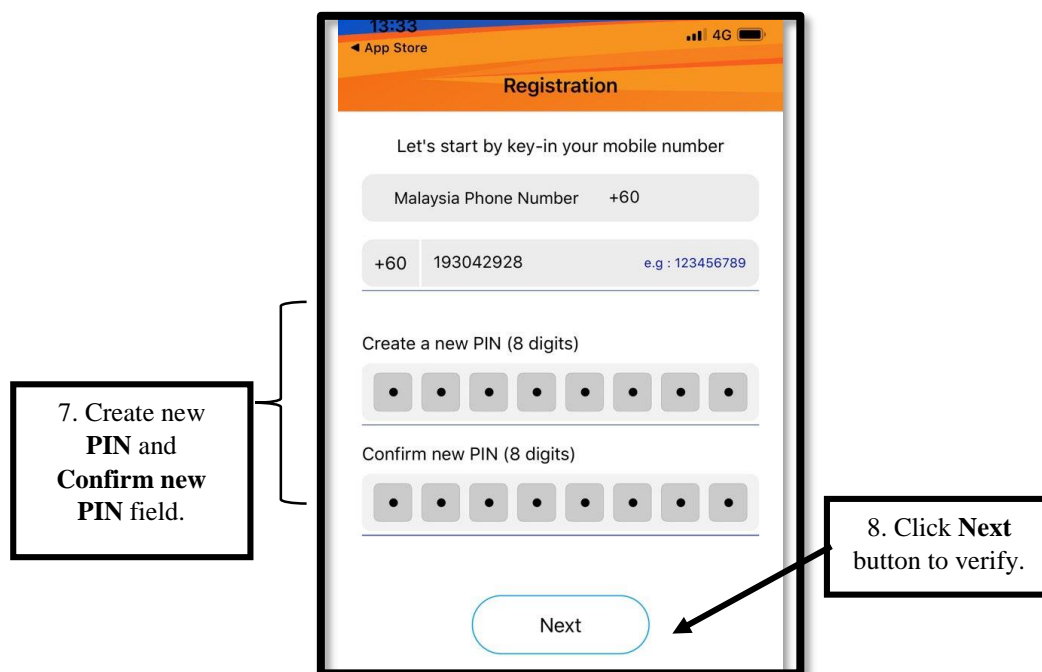 13:33
◀ App Store
4G
Registration
Let's start by key-in your mobile number
Malaysia Phone Number +60
+60 193042928 e.g : 123456789
Create a new PIN (8 digits)
7. Create new
PIN and
Confirm new
PIN field.
Confirm new PIN (8 digits)
8. Click Next
button to verify.
Next